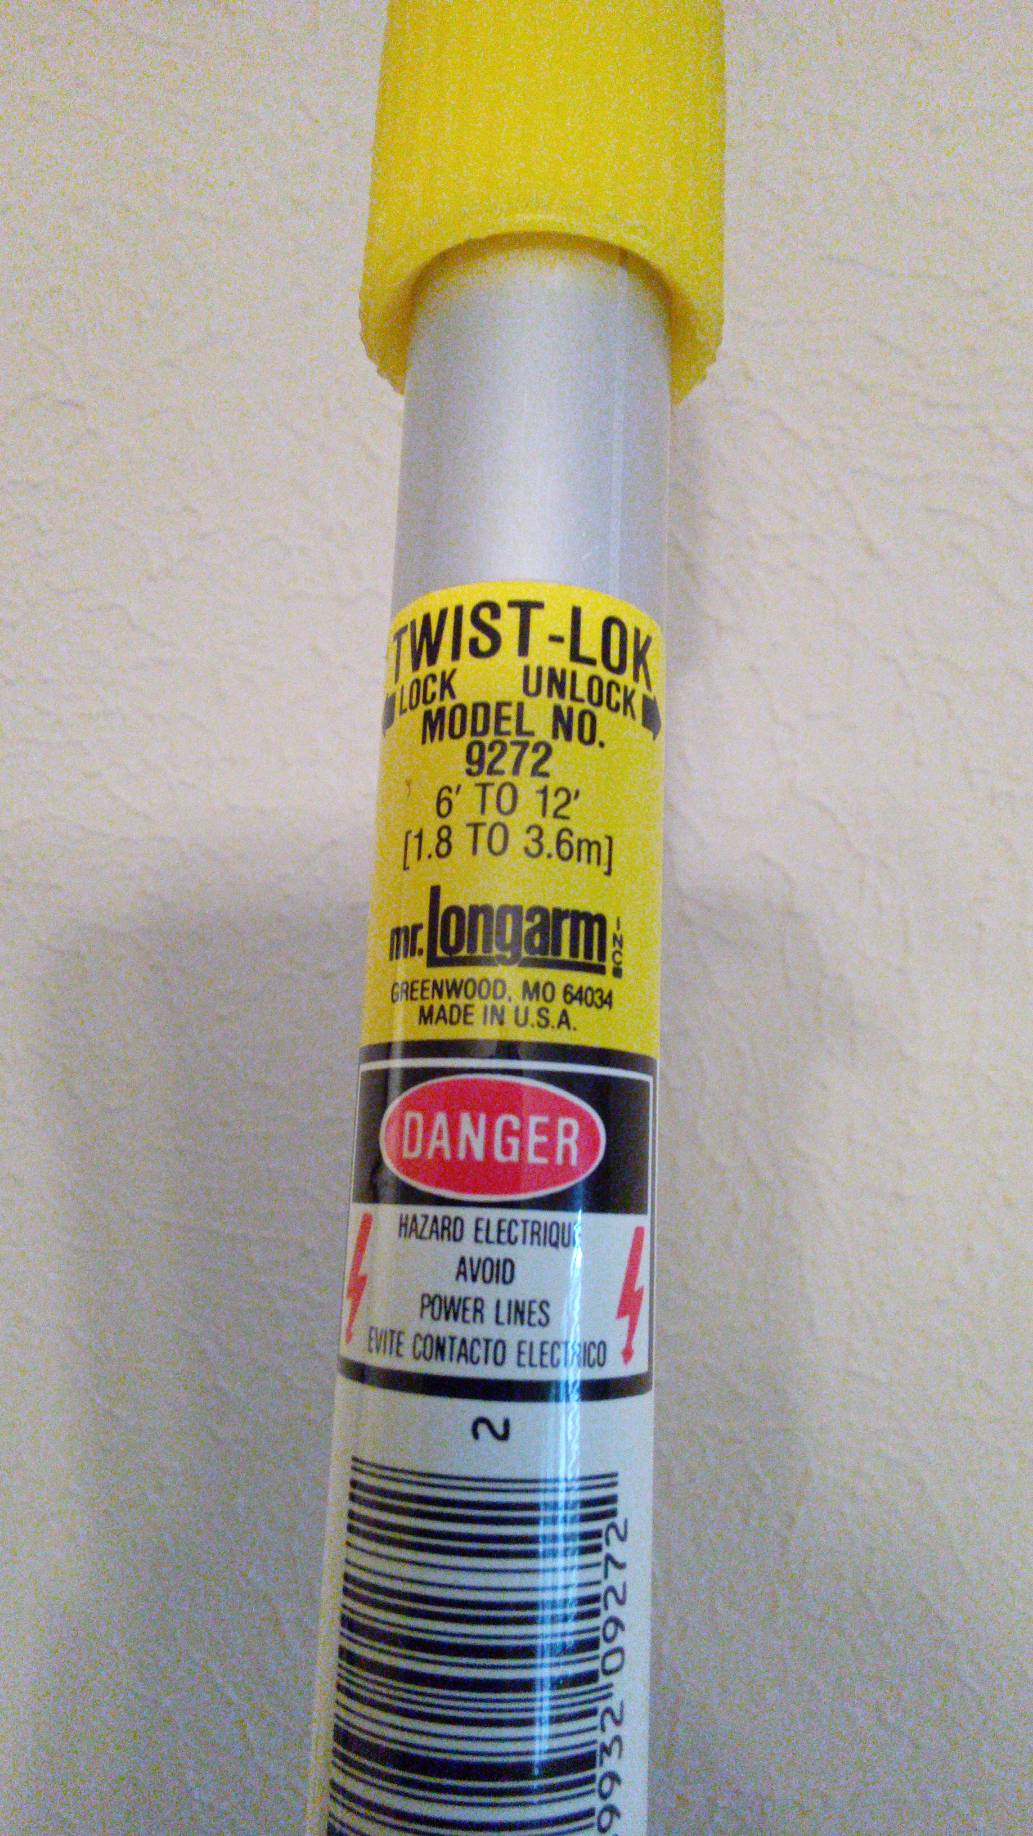 TWIST-LOK
LOCK UNLOCK
MODEL NO.
9272
6' TO 12'
[1.8 TO 3.6m]
mr. Longarm INC.
GREENWOOD, MO 64034
MADE IN U.S.A.
DANGER
HAZARD ELECTRIQUE
AVOID
POWER LINES
EVITE CONTACTO ELECTRICO
2
9932 09272